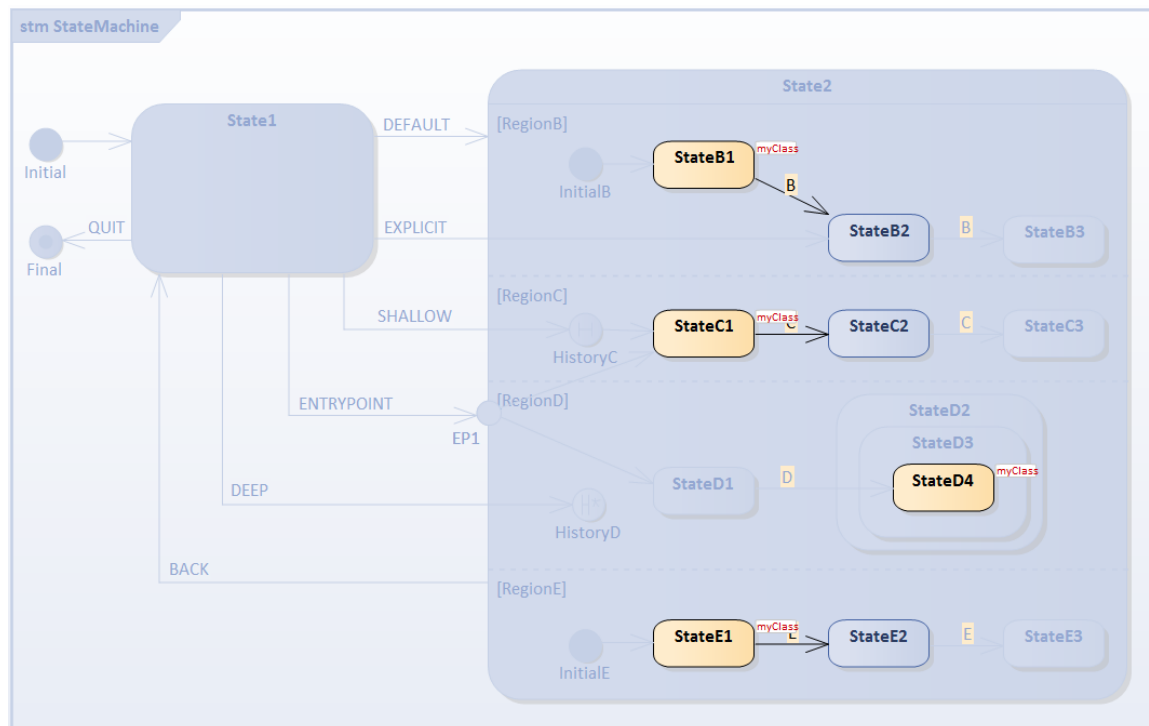 stm StateMachine
State2
State1
[RegionB]
DEFAULT
myClass
StateB1
Initial
InitialB
B
QUIT
EXPLICIT
StateB2
B
StateB3
Final
[RegionC]
SHALLOW
myClass
StateC1
C
StateC2
C
StateC3
HistoryC
ENTRYPOINT
[RegionD]
StateD2
EP1
StateD3
myClass
StateD1
D
StateD4
DEEP
HistoryD
BACK
[RegionE]
myClass
StateE1
E
StateE2
E
StateE3
InitialE